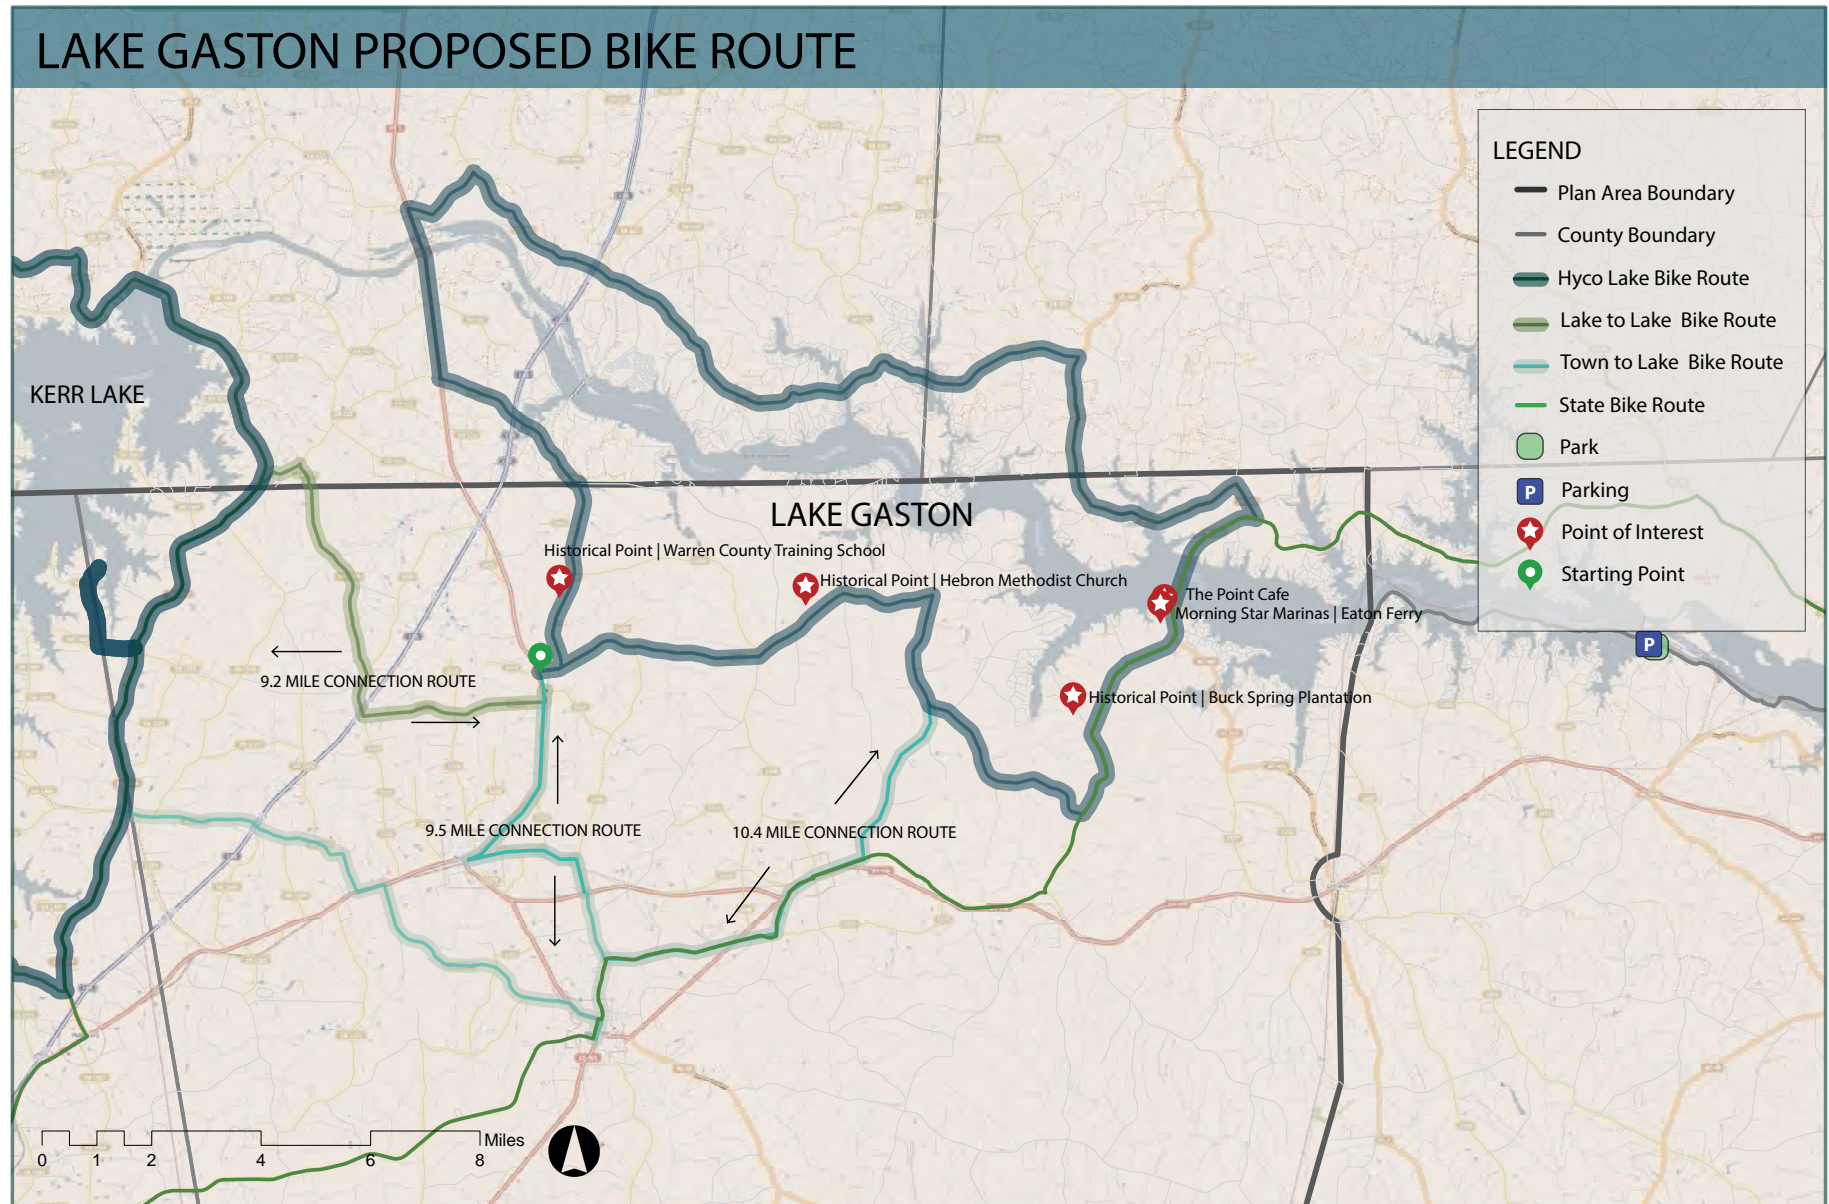 LAKE GASTON PROPOSED BIKE ROUTE
LEGEND
Plan Area Boundary
County Boundary
Hyco Lake Bike Route
Lake to Lake Bike Route
Town to Lake Bike Route
State Bike Route
Park
P Parking
Point of Interest
Starting Point
KERR LAKE
LAKE GASTON
Historical Point | Warren County Training School
Historical Point | Hebron Methodist Church
The Point Cafe
Morning Star Marinas | Eaton Ferry
P
9.2 MILE CONNECTION ROUTE
Historical Point | Buck Spring Plantation
9.5 MILE CONNECTION ROUTE
10.4 MILE CONNECTION ROUTE
Miles
0 1 2 4 6 8